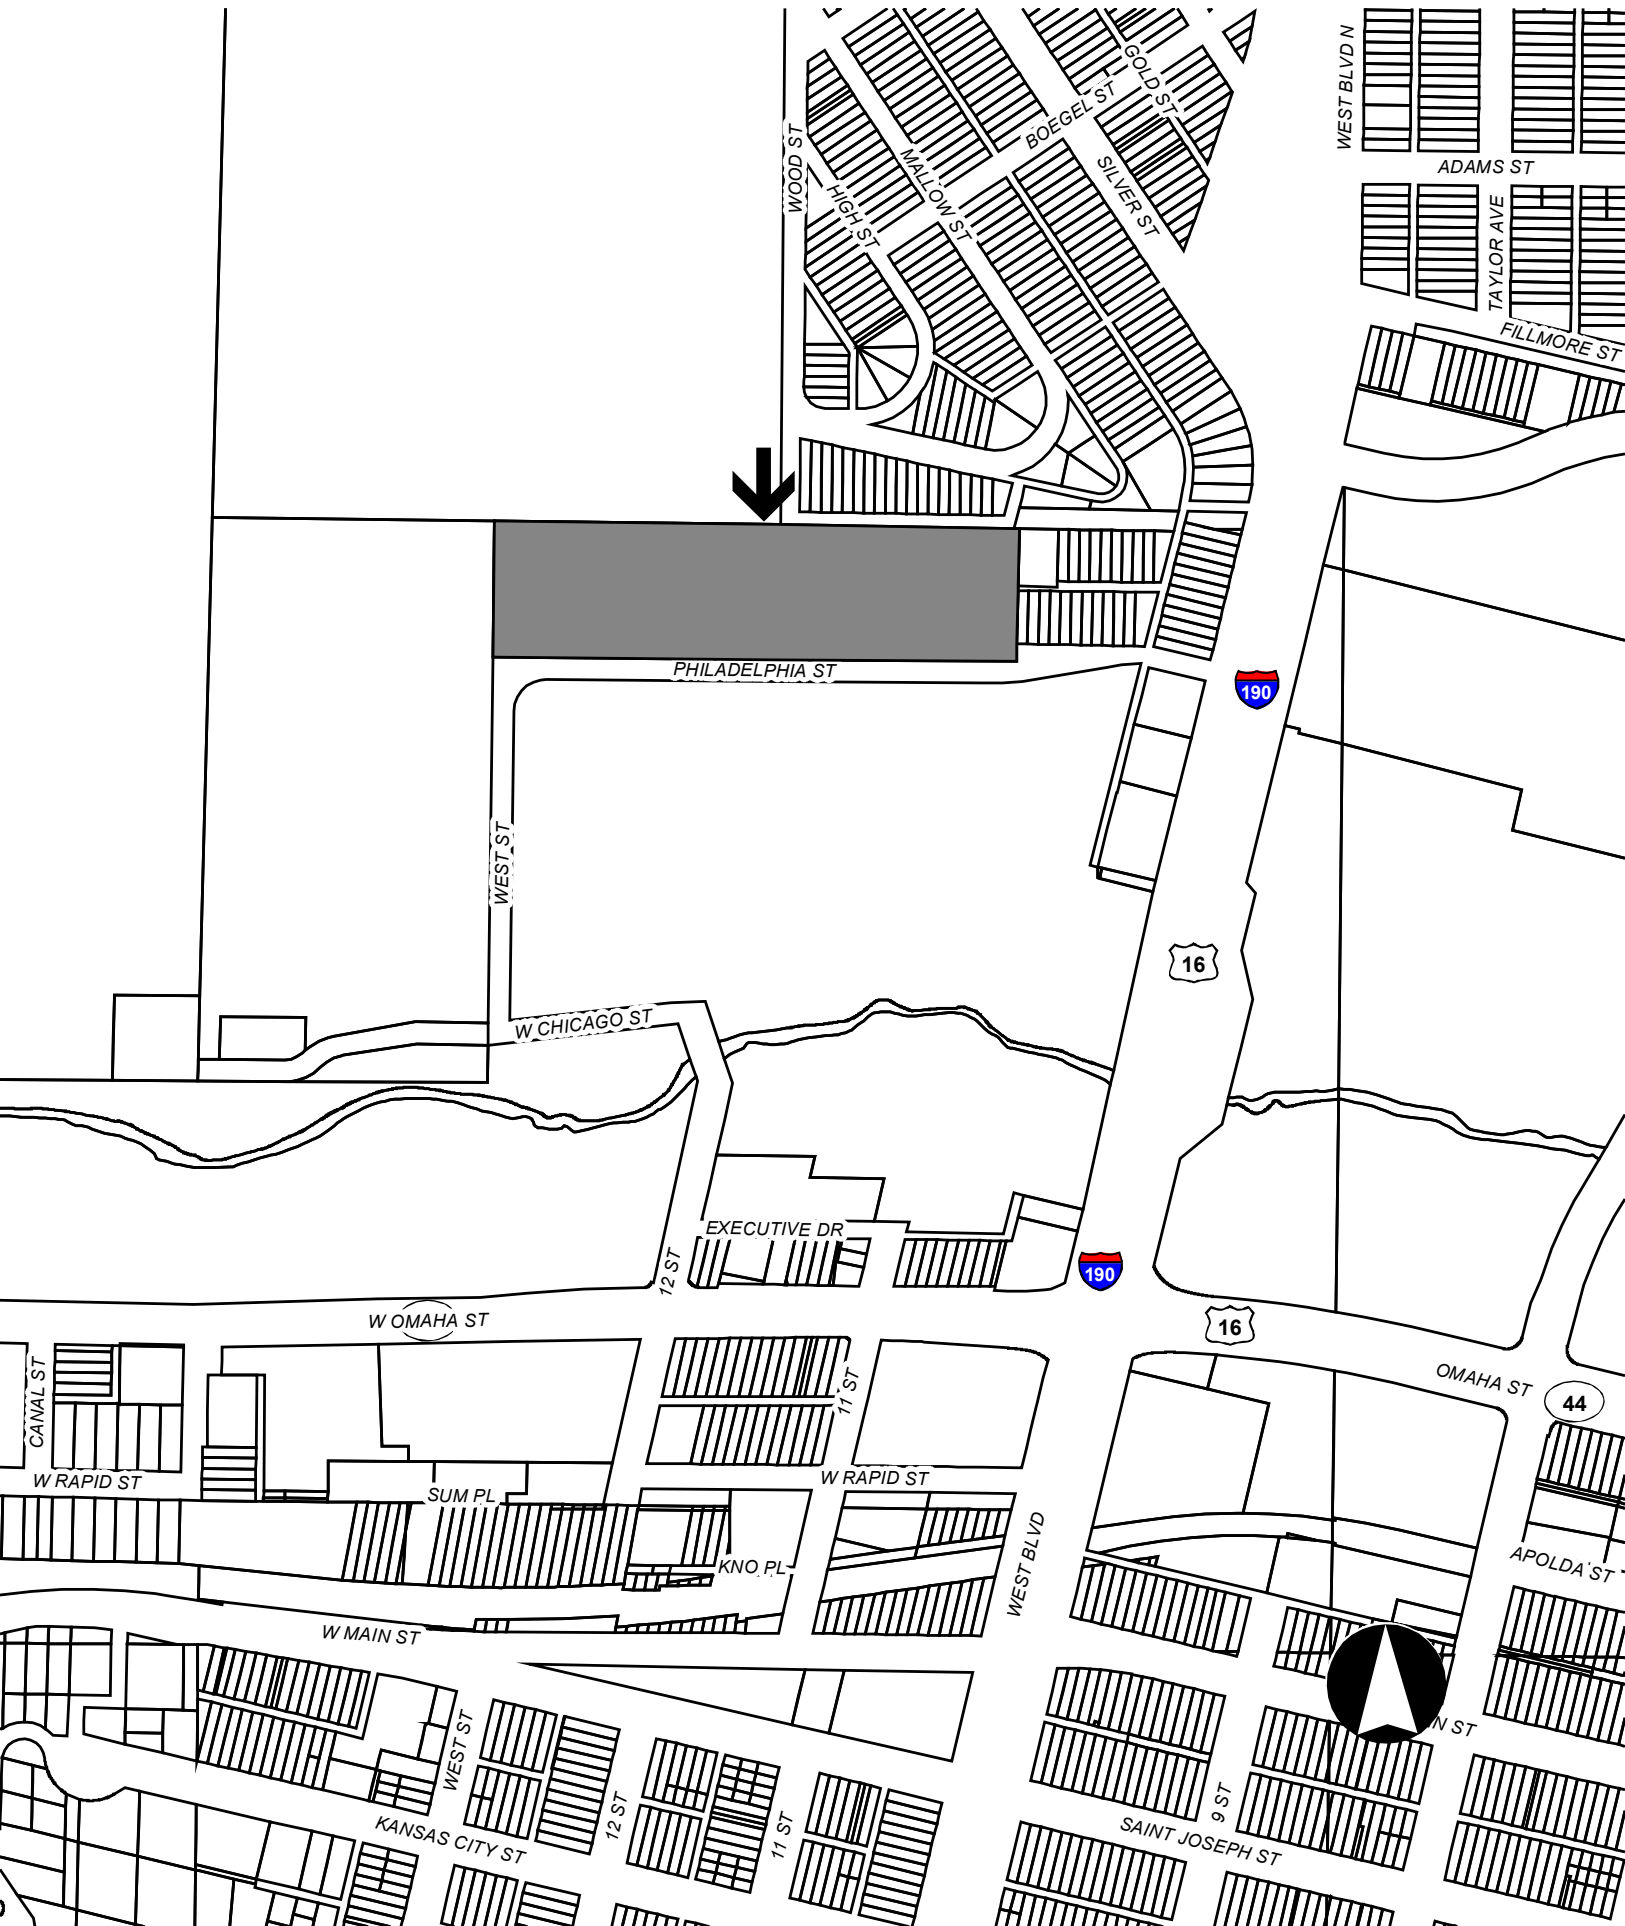 WEST BLVD N
GOLD ST
BOEGEL ST
WOOD ST
MALLOW ST
SILVER ST
HIGH ST
ADAMS ST
TAYLOR AVE
FILLMORE ST
PHILADELPHIA ST
190
WEST ST
16
W CHICAGO ST
EXECUTIVE DR
12 ST
190
W OMAHA ST
16
OMAHA ST
44
CANAL ST
11 ST
W RAPID ST
W RAPID ST
SUM PL
WEST BLVD
KNO PL
APOLDA ST
W MAIN ST
N ST
WEST ST
12 ST
11 ST
9 ST
KANSAS CITY ST
SAINT JOSEPH ST